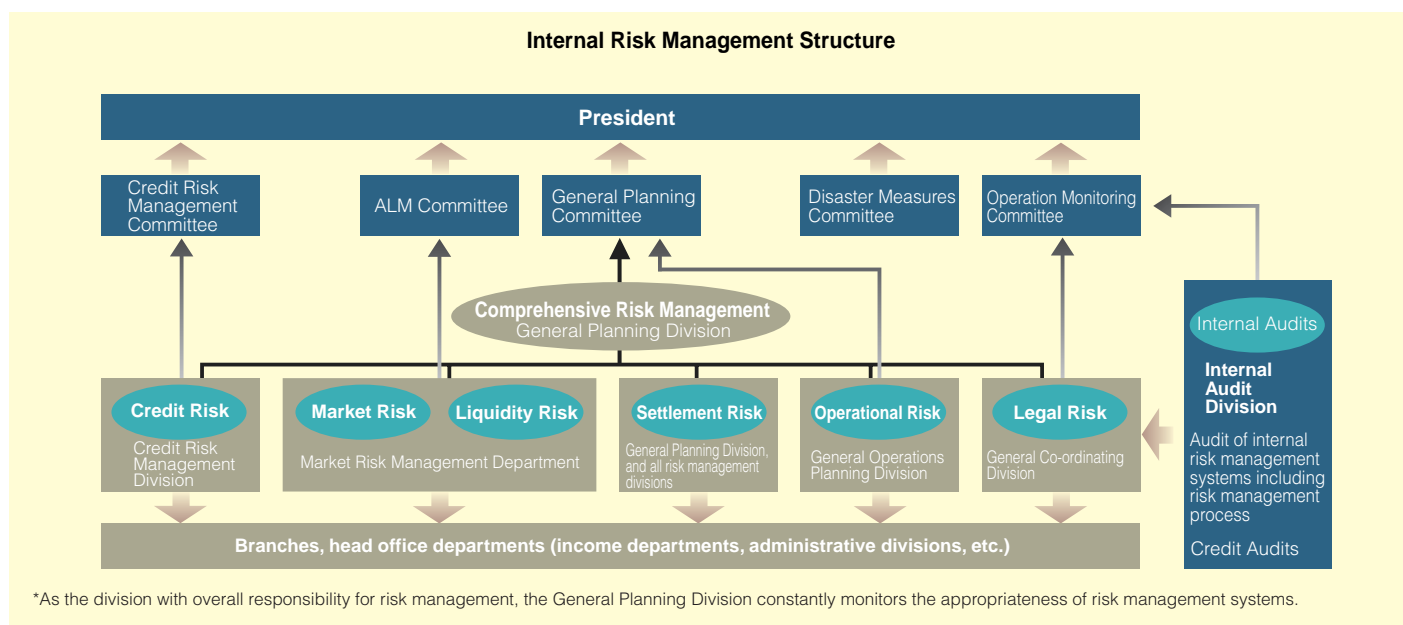 Internal Risk Management Structure
President
Credit Risk
Management
Committee
ALM Committee
General Planning
Committee
Disaster Measures
Committee
Operation Monitoring
Committee
Comprehensive Risk Management
General Planning Division
Internal Audits
Internal
Audit
Division
Audit of internal
risk management
systems including
risk management
process
Credit Audits
Credit Risk
Credit Risk
Management
Division
Market Risk
Liquidity Risk
Market Risk Management Department
Settlement Risk
General Planning Division,
and all risk management
divisions
Operational Risk
General Operations
Planning Division
Legal Risk
General Co-ordinating
Division
Branches, head office departments (income departments, administrative divisions, etc.)
*As the division with overall responsibility for risk management, the General Planning Division constantly monitors the appropriateness of risk management systems.